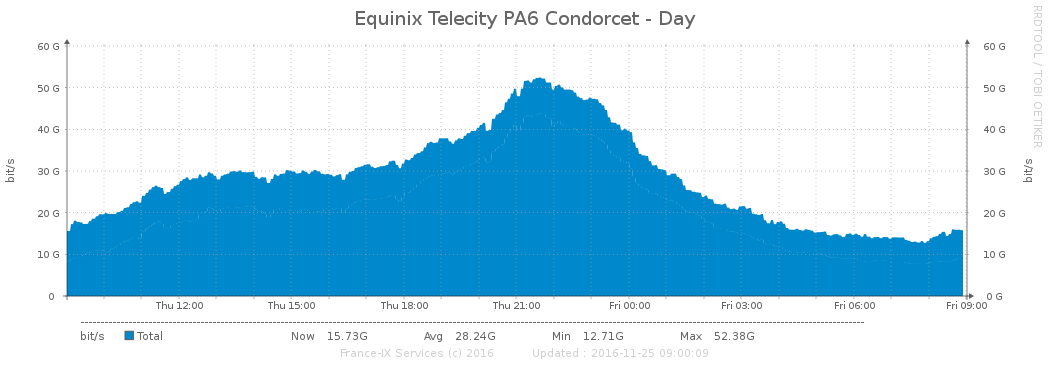 Equinix Telecity PA6 Condorcet - Day
RRDTOOL / TOBI OETIKER
60 G 60 G
50 G 50 G
40 G 40 G
30 G 30 G
20 G 20 G
10 G 10 G
0 0 G
bit/s
bit/s
Thu 12:00 Thu 15:00 Thu 18:00 Thu 21:00 Fri 00:00 Fri 03:00 Fri 06:00 Fri 09:00
bit/s Total Now 15.73G Avg 28.24G Min 12.71G Max 52.38G
France-IX Services (c) 2016 Updated : 2016-11-25 09:00:09